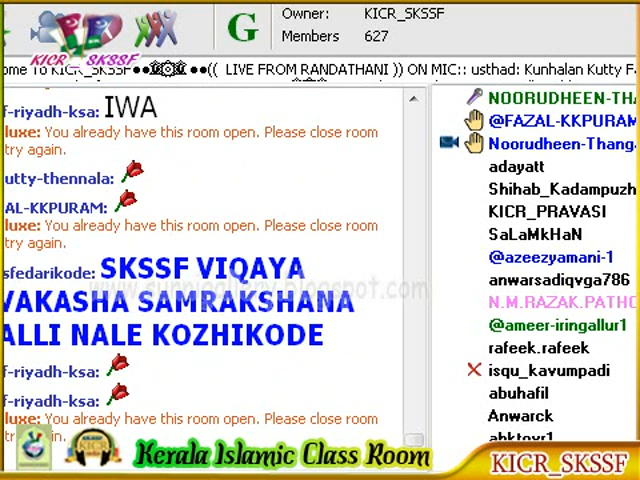 Owner: KICR_SKSSF
Members 627
G
KICR_SKSSF
ome To KICR_SKSSF●●۞●●(( LIVE FROM RANDATHANI )) ON MIC:: usthad: Kunhalan Kutty Fa
f-riyadh-ksa: IWA
luxe: You already have this room open. Please close room
try again.
utty-thennala:
AL-KKPURAM:
luxe: You already have this room open. Please close room
try again.
sfedarikode: SKSSF VIQAYA
VAKASHA SAMRAKSHANA
ALLI NALE KOZHIKODE
f-riyadh-ksa:
f-riyadh-ksa:
luxe: You already have this room open. Please close room
try again.
NOORUDHEEN-THA
@FAZAL-KKPURAM
Noorudheen-Thang
adayatt
Shihab_Kadampuzh
KICR_PRAVASI
SaLaMkHaN
@azeezyamani-1
anwarsadiqvga786
N.M.RAZAK.PATHO
@ameer-iringallur1
rafeek.rafeek
isqu_kavumpadi
abuhafil
Anwarck
abktovr1
Kerala Islamic Class Room
KICR_SKSSF